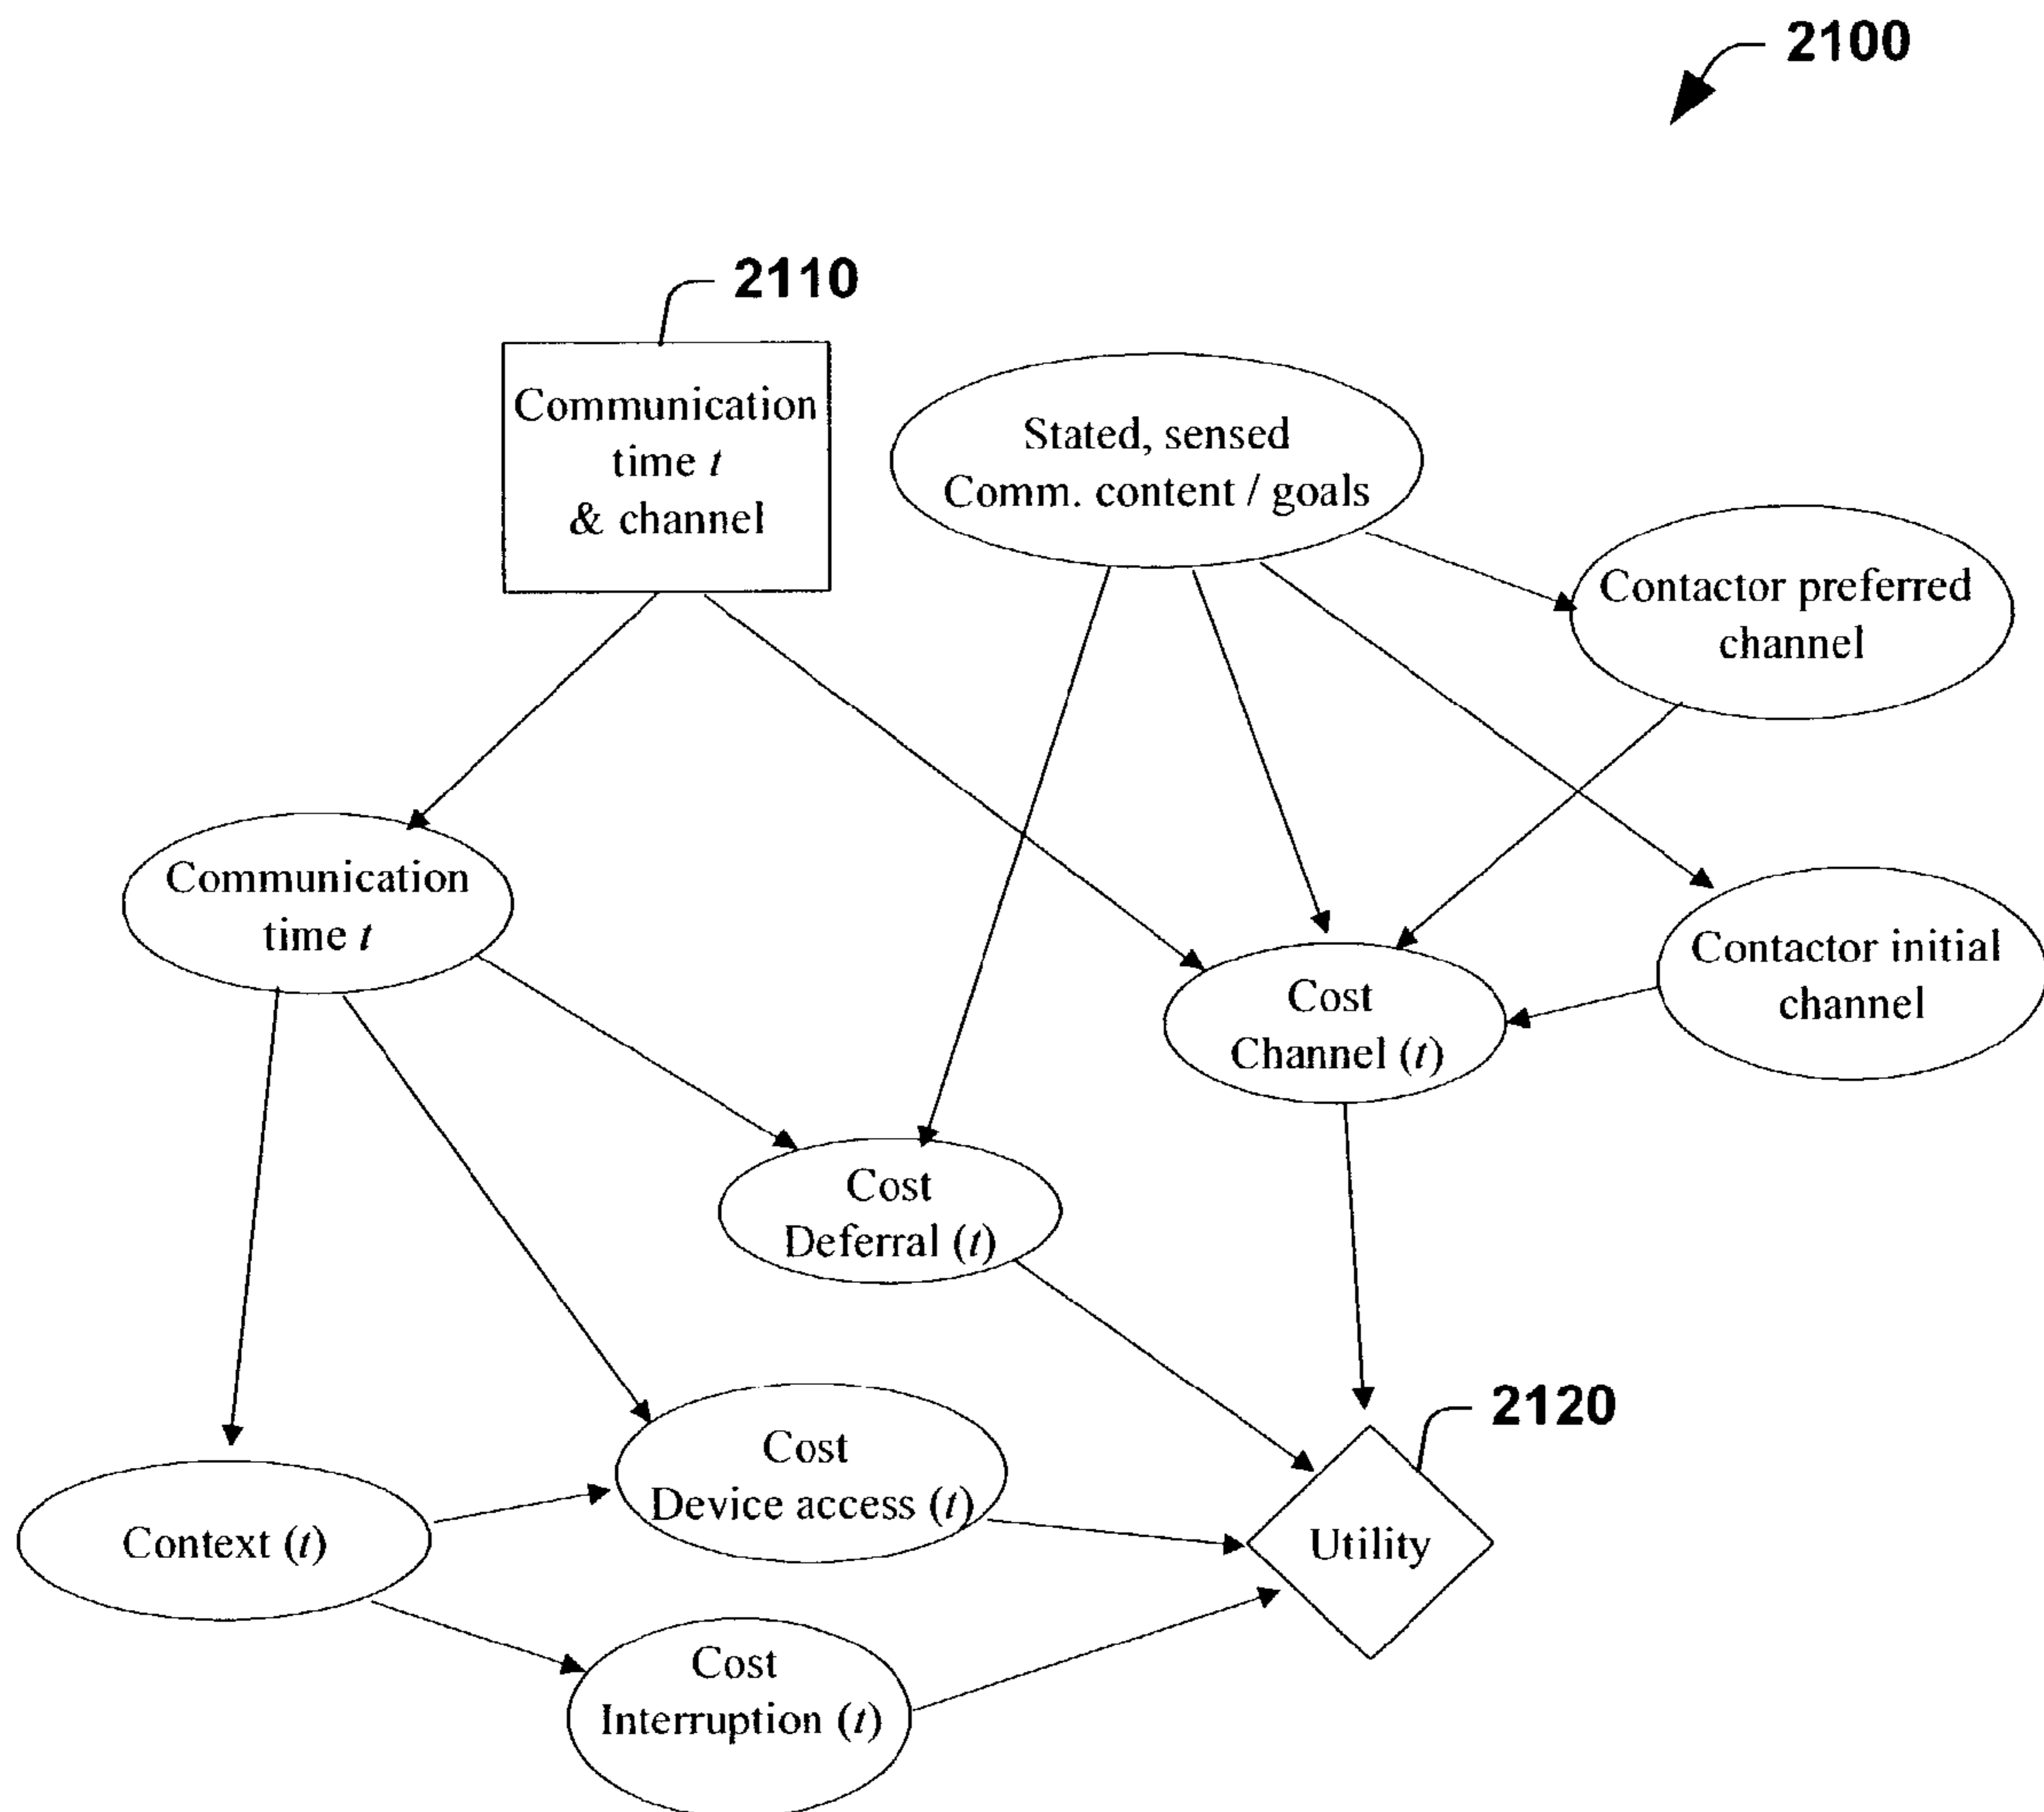 2100
2110
Communication
time t
& channel
Stated, sensed
Comm. content / goals
Contactor preferred
channel
Communication
time t
Contactor initial
channel
Cost
Channel (t)
Cost
Deferral (t)
2120
Cost
Device access (t)
Utility
Context (t)
Cost
Interruption (t)